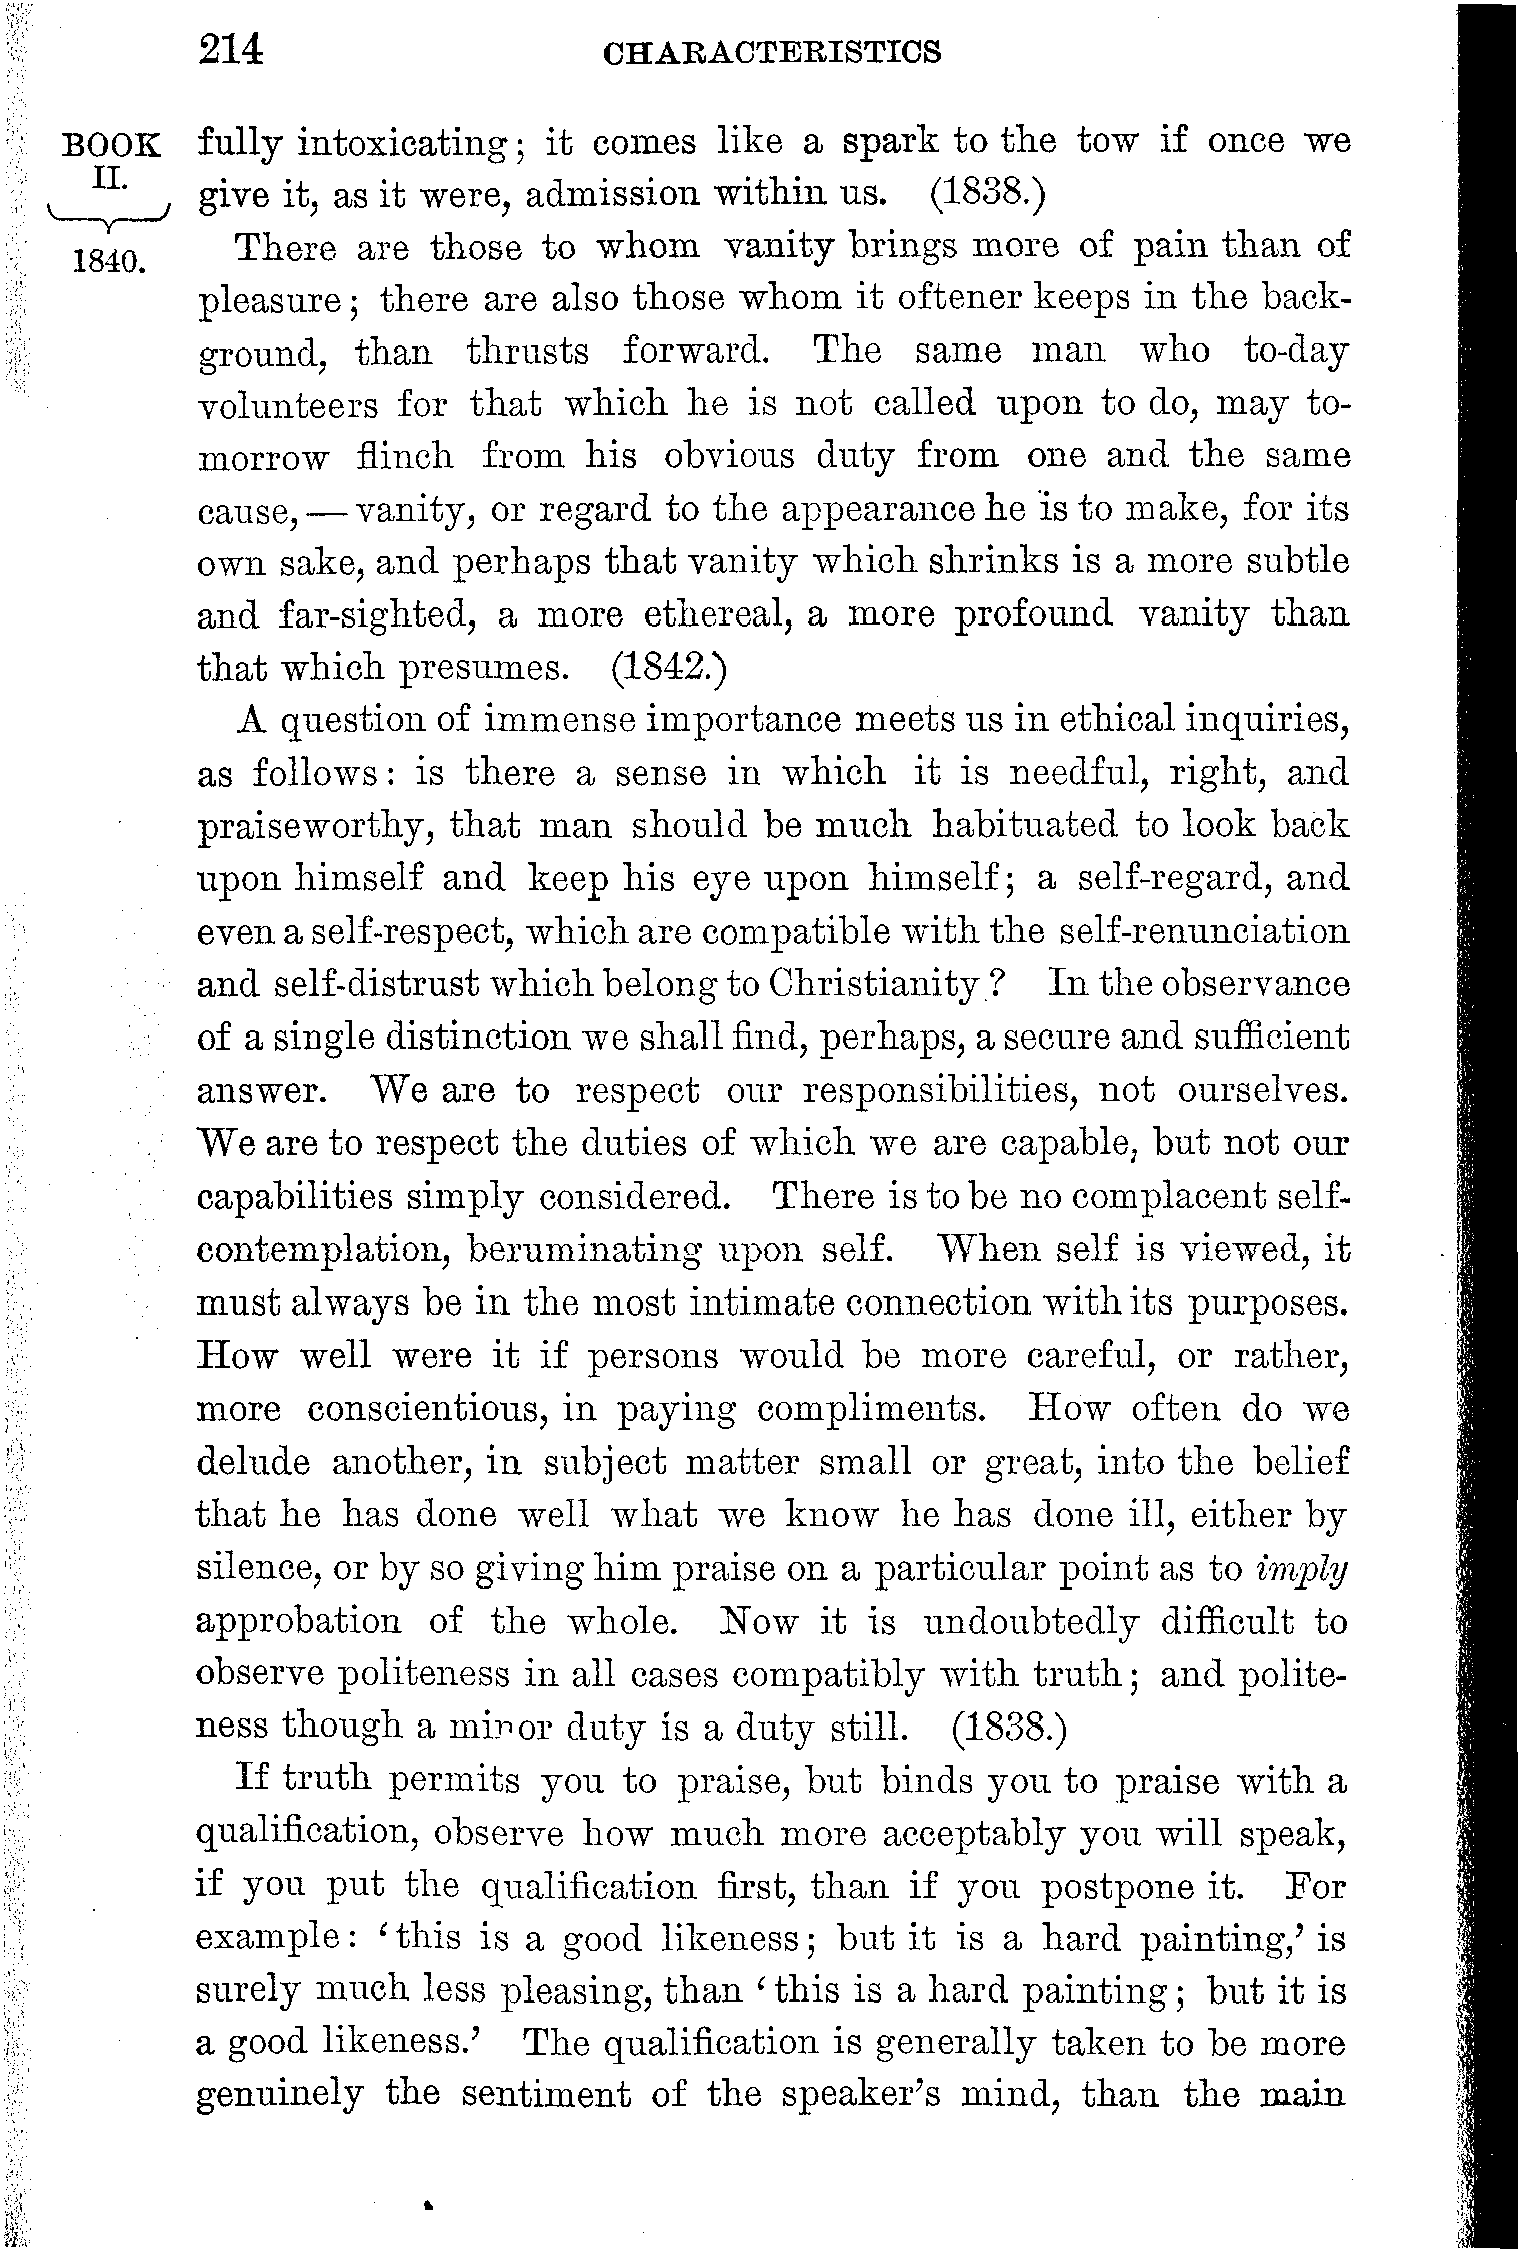 214 CHARACTERISTICS
BOOK
II.
1840.
fully intoxicating; it comes like a spark to the tow if once we
give it, as it were, admission within us. (1838.)
There are those to whom vanity brings more of pain than of
pleasure; there are also those whom it oftener keeps in the back-
ground, than thrusts forward. The same man who to-day
volunteers for that which he is not called upon to do, may to-
morrow flinch from his obvious duty from one and the same
cause,—vanity, or regard to the appearance he is to make, for its
own sake, and perhaps that vanity which shrinks is a more subtle
and far-sighted, a more ethereal, a more profound vanity than
that which presumes. (1842.)
A question of immense importance meets us in ethical inquiries,
as follows: is there a sense in which it is needful, right, and
praiseworthy, that man should be much habituated to look back
upon himself and keep his eye upon himself; a self-regard, and
even a self-respect, which are compatible with the self-renunciation
and self-distrust which belong to Christianity? In the observance
of a single distinction we shall find, perhaps, a secure and sufficient
answer. We are to respect our responsibilities, not ourselves.
We are to respect the duties of which we are capable, but not our
capabilities simply considered. There is to be no complacent self-
contemplation, beruminating upon self. When self is viewed, it
must always be in the most intimate connection with its purposes.
How well were it if persons would be more careful, or rather,
more conscientious, in paying compliments. How often do we
delude another, in subject matter small or great, into the belief
that he has done well what we know he has done ill, either by
silence, or by so giving him praise on a particular point as to imply
approbation of the whole. Now it is undoubtedly difficult to
observe politeness in all cases compatibly with truth; and polite-
ness though a minor duty is a duty still. (1838.)
If truth permits you to praise, but binds you to praise with a
qualification, observe how much more acceptably you will speak,
if you put the qualification first, than if you postpone it. For
example: ‘this is a good likeness; but it is a hard painting,’ is
surely much less pleasing, than ‘this is a hard painting; but it is
a good likeness.’ The qualification is generally taken to be more
genuinely the sentiment of the speaker’s mind, than the main